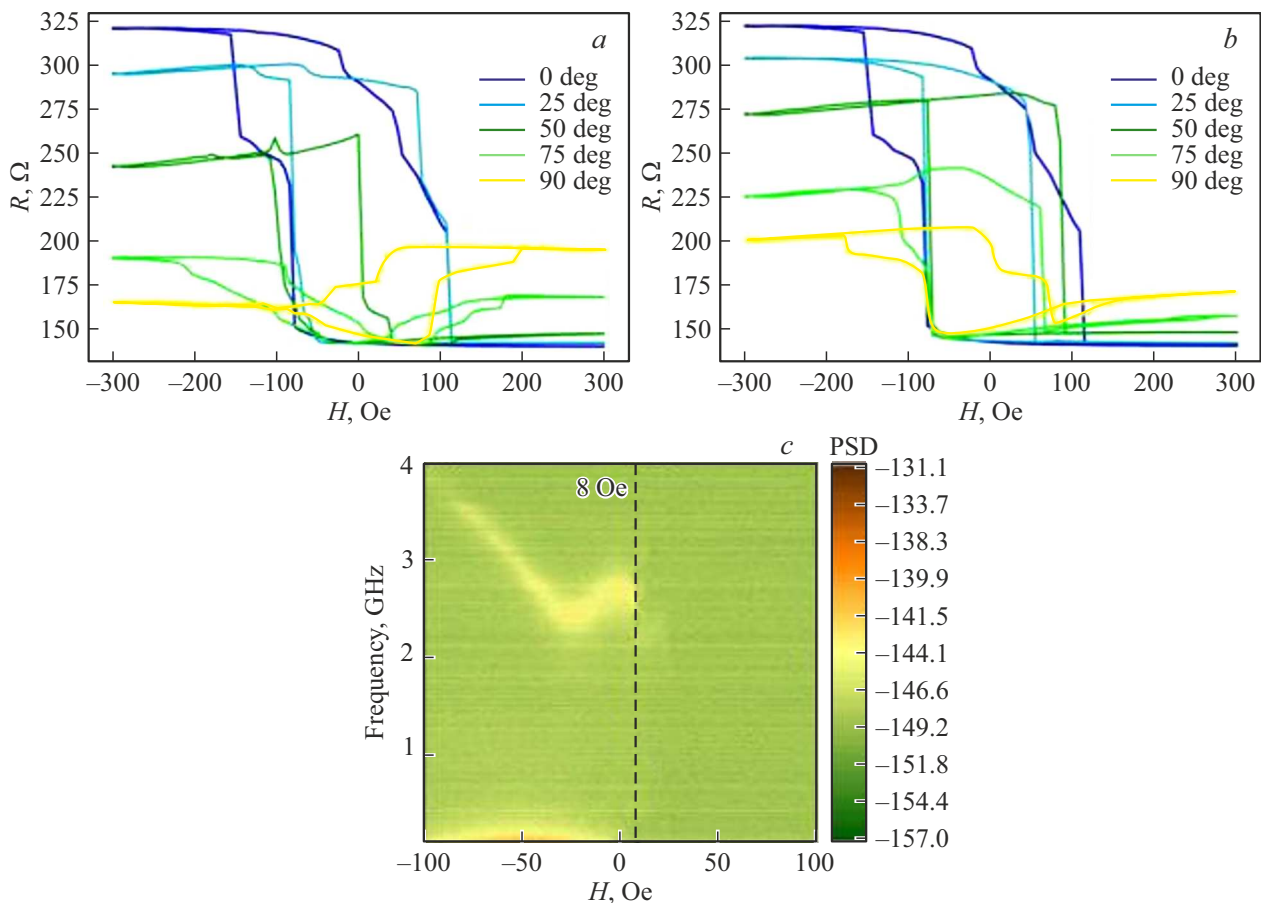 a
325
300
275
250
225
200
175
150
R, Ω
0 deg
25 deg
50 deg
75 deg
90 deg
–300 –200 –100 0 100 200 300
H, Oe
b
325
300
275
250
225
200
175
150
R, Ω
0 deg
25 deg
50 deg
75 deg
90 deg
–300 –200 –100 0 100 200 300
H, Oe
c
PSD
8 Oe
4
3
2
1
Frequency, GHz
–100 –50 0 50 100
H, Oe
–131.1
–133.7
–138.3
–139.9
–141.5
–144.1
–146.6
–149.2
–151.8
–154.4
–157.0